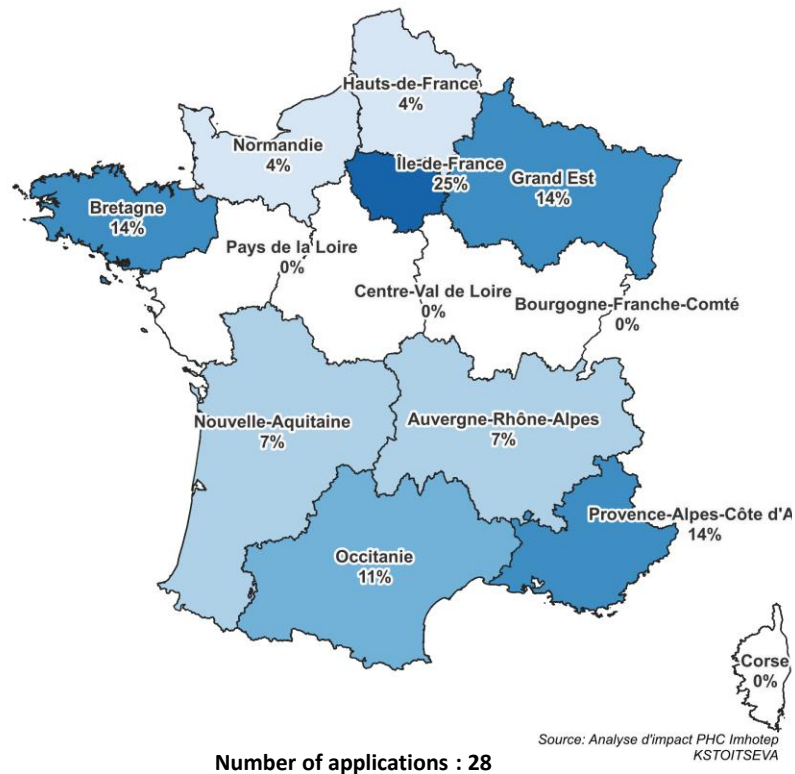 Hauts-de-France
4%
Normandie
4%
Île-de-France
25%
Grand Est
14%
Bretagne
14%
Pays de la Loire
0%
Centre-Val de Loire
0%
Bourgogne-Franche-Comté
0%
Nouvelle-Aquitaine
7%
Auvergne-Rhône-Alpes
7%
Provence-Alpes-Côte d'A
14%
Occitanie
11%
Corse
0%
Source: Analyse d'impact PHC Imhotep
KSTOITSEVA
Number of applications : 28